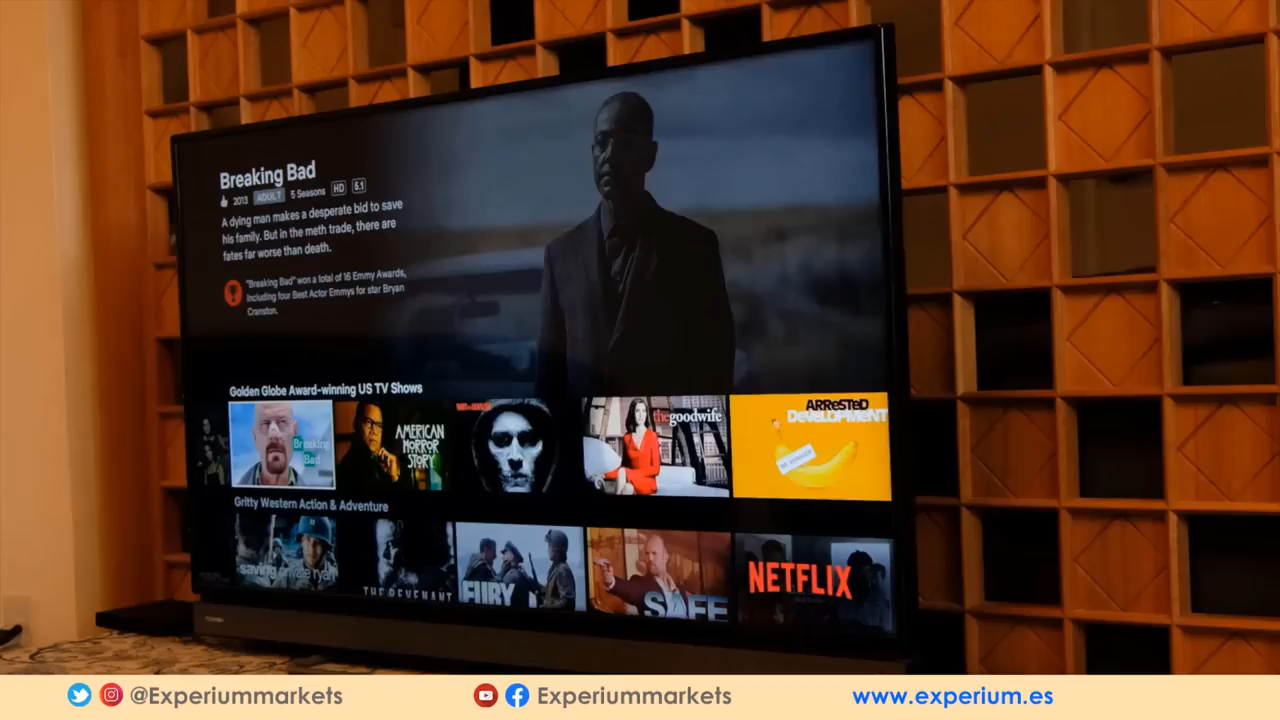 Breaking Bad
2013 ADULT 5 Seasons HD 5.1
A dying man makes a desperate bid to save
his family. But in the meth trade, there are
fates far worse than death.
"Breaking Bad" won a total of 16 Emmy Awards,
including four Best Actor Emmys for star Bryan
Cranston.
Golden Globe Award-winning US TV Shows
Breaking
Bad
AMERICAN
HORROR
STORY
thegoodwife
ARReSTeD
DeVeLOPMENT
Gritty Western Action & Adventure
saving private ryan
THE REVENANT
FURY
SAFE
NETFLIX
TOSHIBA
@Experiummarkets
Experiummarkets
www.experium.es